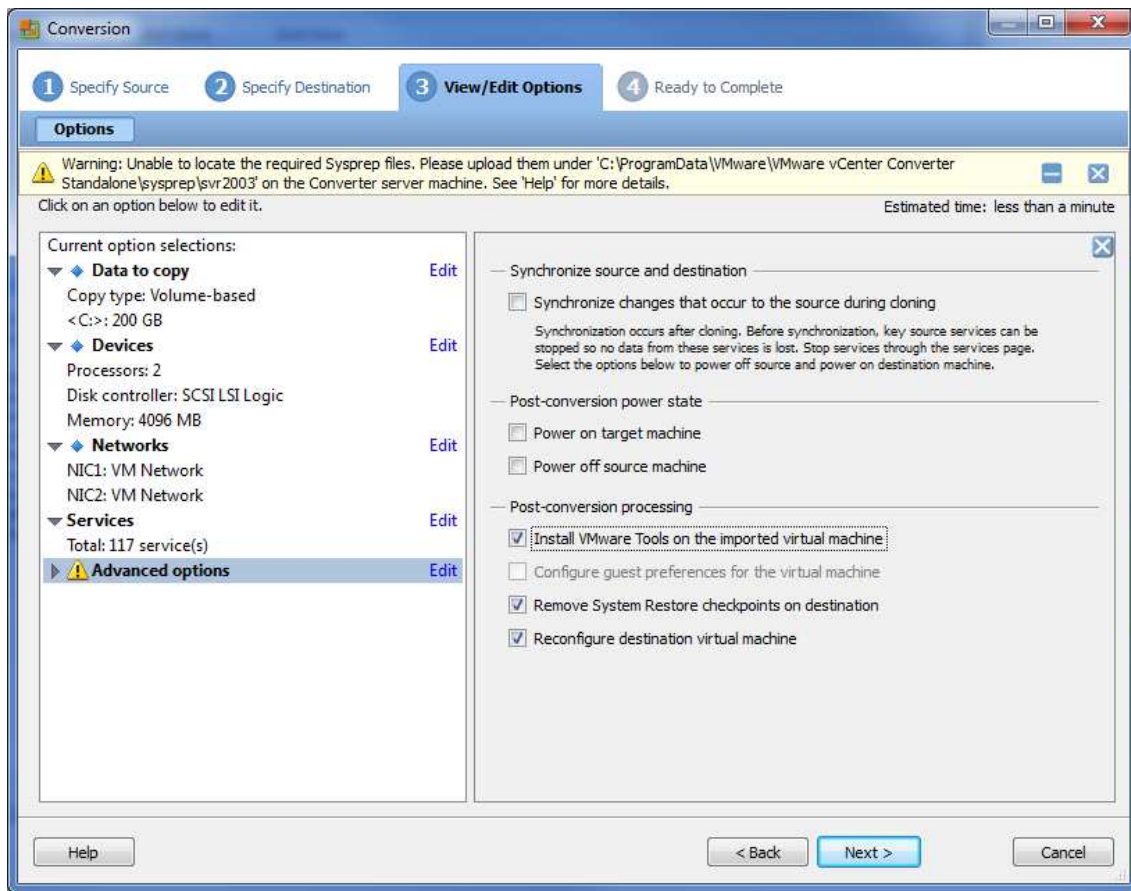 Conversion
1 Specify Source 2 Specify Destination 3 View/Edit Options 4 Ready to Complete
Options
Warning: Unable to locate the required Sysprep files. Please upload them under 'C:\ProgramData\VMware\VMware vCenter Converter
Standalone\sysprep\svr2003' on the Converter server machine. See 'Help' for more details.
Click on an option below to edit it.
Estimated time: less than a minute
Current option selections:
Data to copy Edit
Copy type: Volume-based
<C:>: 200 GB
Devices Edit
Processors: 2
Disk controller: SCSI LSI Logic
Memory: 4096 MB
Networks Edit
NIC1: VM Network
NIC2: VM Network
Services Edit
Total: 117 service(s)
Advanced options Edit
Synchronize source and destination
Synchronize changes that occur to the source during cloning
Synchronization occurs after cloning. Before synchronization, key source services can be
stopped so no data from these services is lost. Stop services through the services page.
Select the options below to power off source and power on destination machine.
Post-conversion power state
Power on target machine
Power off source machine
Post-conversion processing
Install VMware Tools on the imported virtual machine
Configure guest preferences for the virtual machine
Remove System Restore checkpoints on destination
Reconfigure destination virtual machine
Help < Back Next > Cancel